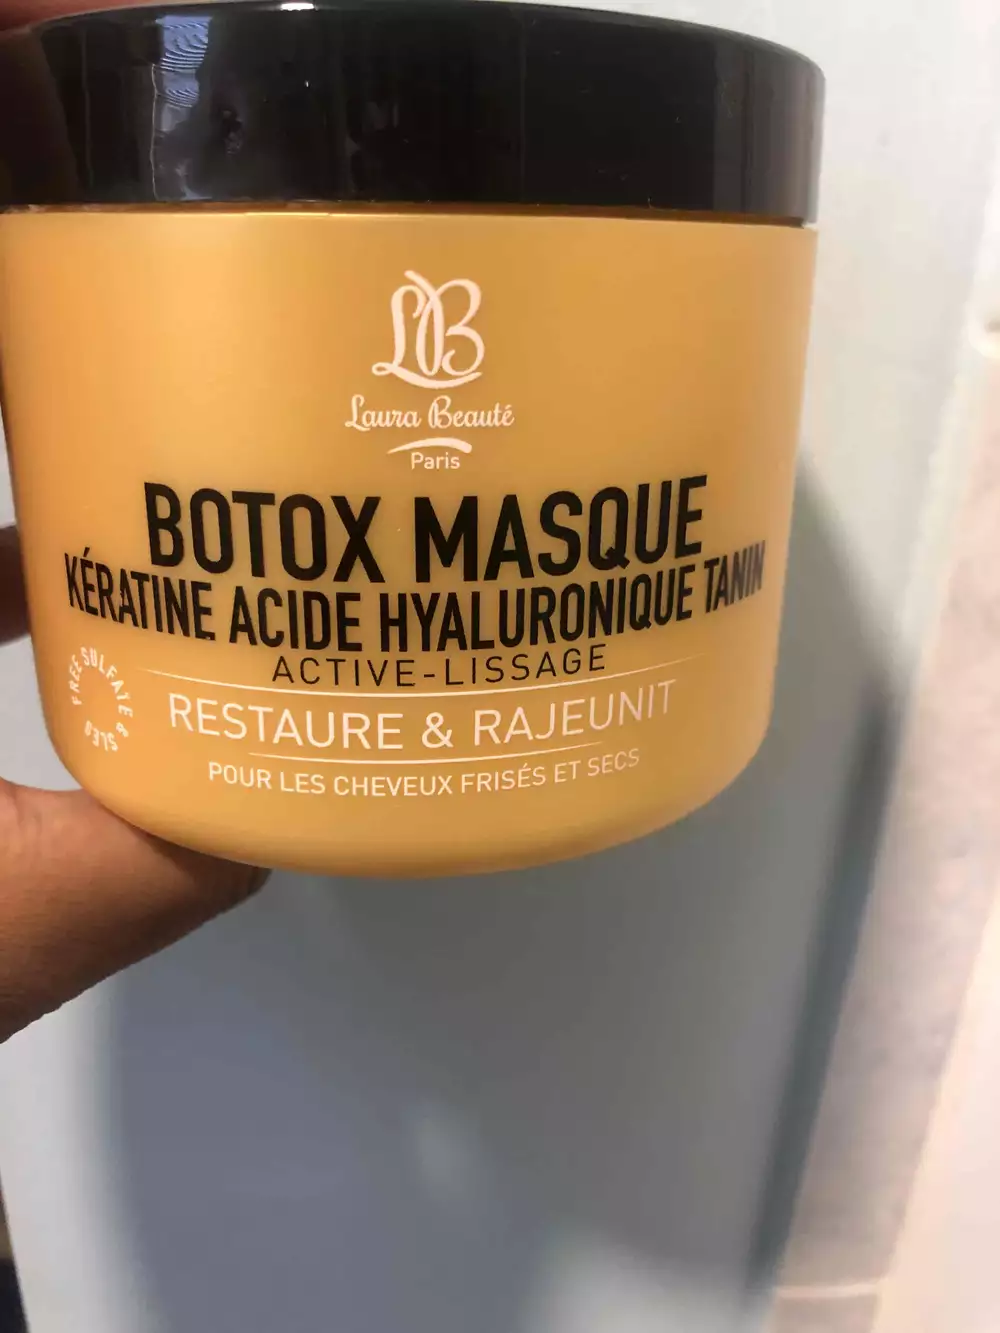 LB
Laura Beauté
Paris
BOTOX MASQUE
KÉRATINE ACIDE HYALURONIQUE TANIN
ACTIVE-LISSAGE
FREE SULFATE & SLES
RESTAURE & RAJEUNIT
POUR LES CHEVEUX FRISÉS ET SECS